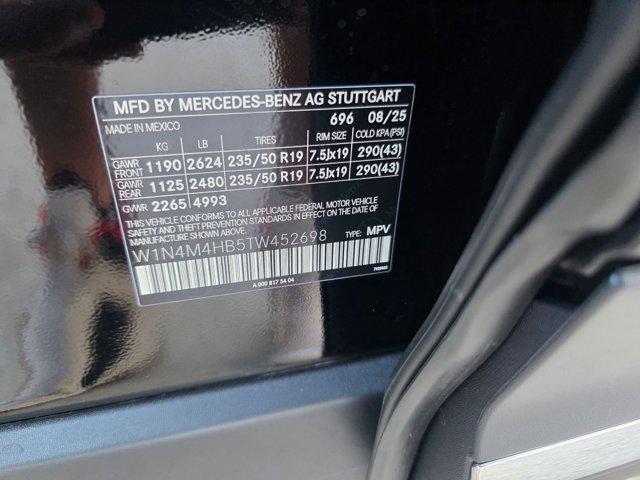 MFD BY MERCEDES-BENZ AG STUTTGART
MADE IN MEXICO 696 08/25
KG LB TIRES RIM SIZE COLD KPA (PSI)
GAWR FRONT 1190 2624 235/50 R19 7.5Jx19 290(43)
GAWR REAR 1125 2480 235/50 R19 7.5Jx19 290(43)
GVWR 2265 4993
THIS VEHICLE CONFORMS TO ALL APPLICABLE FEDERAL MOTOR VEHICLE
SAFETY AND THEFT PREVENTION STANDARDS IN EFFECT ON THE DATE OF
MANUFACTURE SHOWN ABOVE.
W1N4M4HB5TW452698 TYPE: MPV
A 000 817 54 04